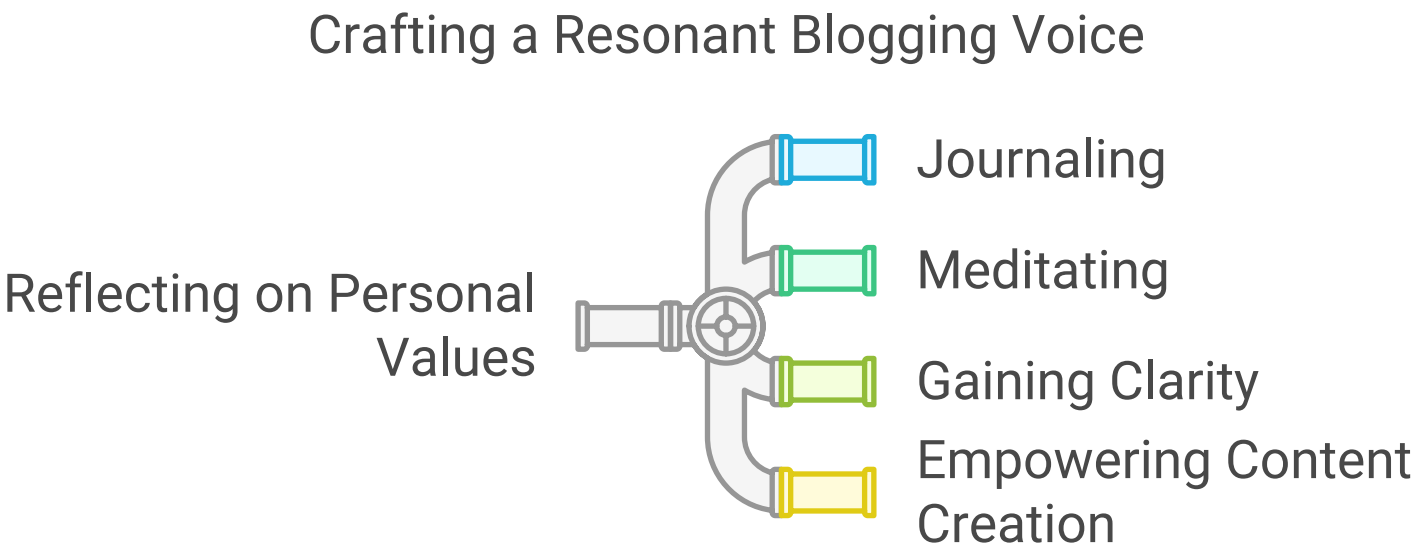 Crafting a Resonant Blogging Voice
Journaling
Meditating
Reflecting on Personal
Values
Gaining Clarity
Empowering Content
Creation